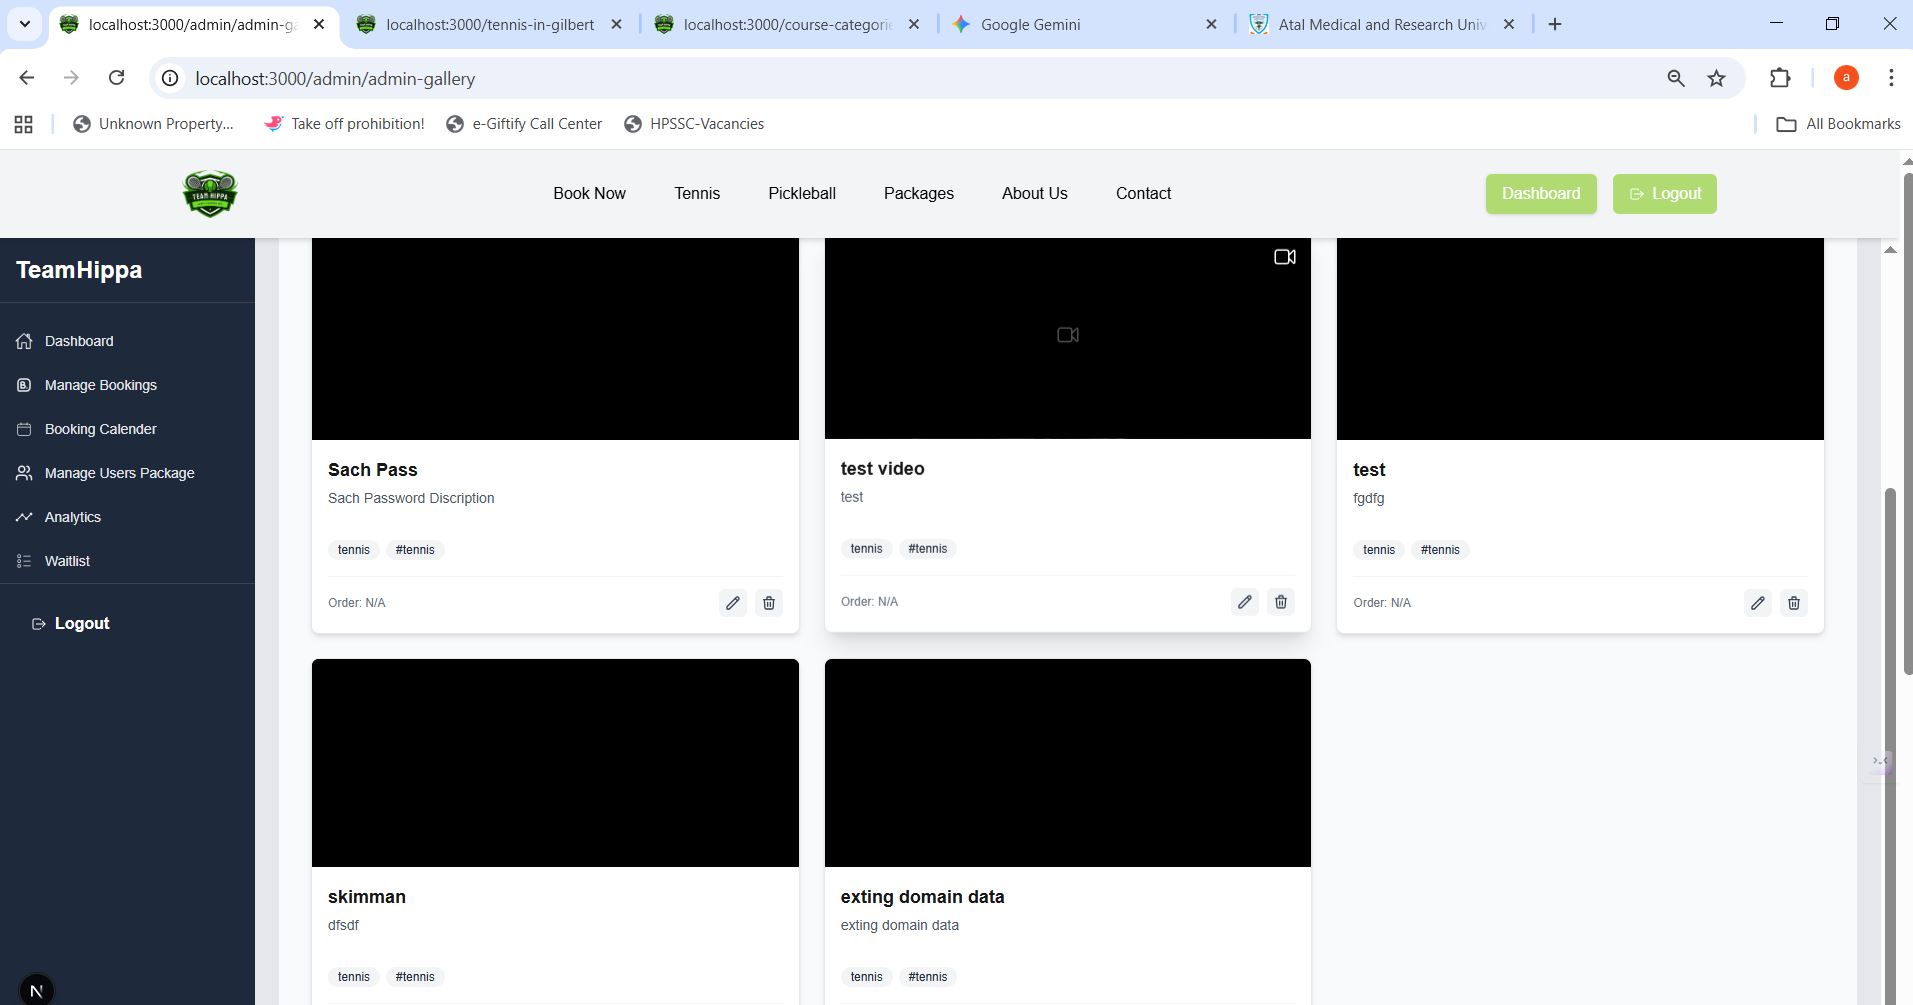 localhost:3000/admin/admin-ga
localhost:3000/tennis-in-gilbert
localhost:3000/course-categorie
Google Gemini
Atal Medical and Research Univ
localhost:3000/admin/admin-gallery
a
Unknown Property...
Take off prohibition!
e-Giftify Call Center
HPSSC-Vacancies
All Bookmarks
TEAM HIPPA
Book Now
Tennis
Pickleball
Packages
About Us
Contact
Dashboard
Logout
TeamHippa
Dashboard
Manage Bookings
Booking Calender
Manage Users Package
Analytics
Waitlist
Logout
Sach Pass
Sach Password Discription
tennis #tennis
Order: N/A
test video
test
tennis #tennis
Order: N/A
test
fgdfg
tennis #tennis
Order: N/A
skimman
dfsdf
tennis #tennis
exting domain data
exting domain data
tennis #tennis
N